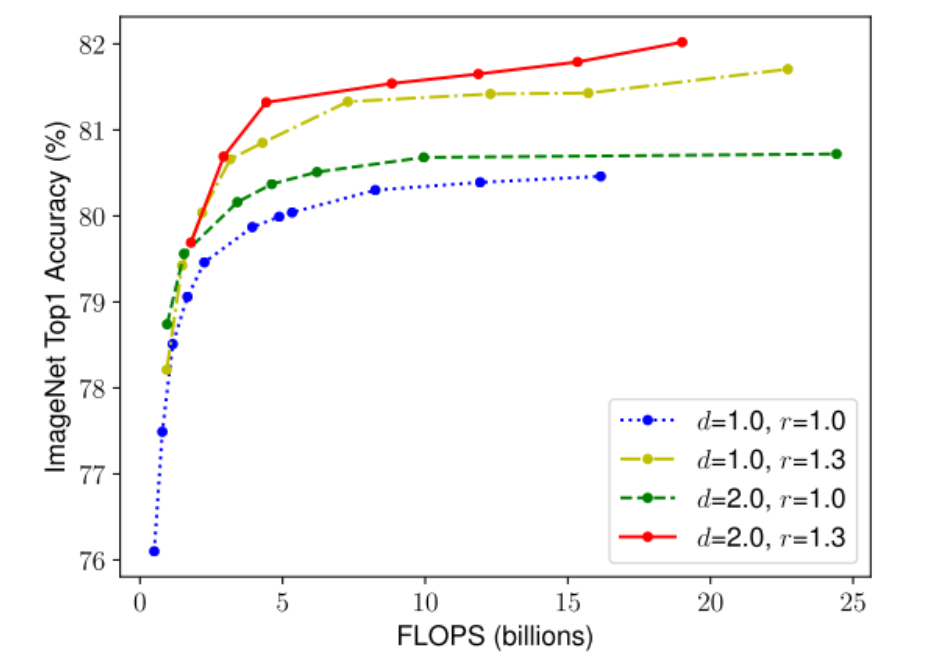 82
81
80
79
78
77
76
ImageNet Top1 Accuracy (%)
0 5 10 15 20 25
FLOPS (billions)
d=1.0, r=1.0
d=1.0, r=1.3
d=2.0, r=1.0
d=2.0, r=1.3